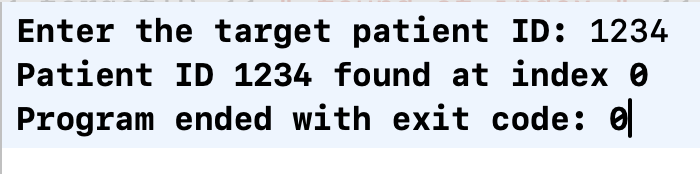 Enter the target patient ID: 1234
Patient ID 1234 found at index 0
Program ended with exit code: 0